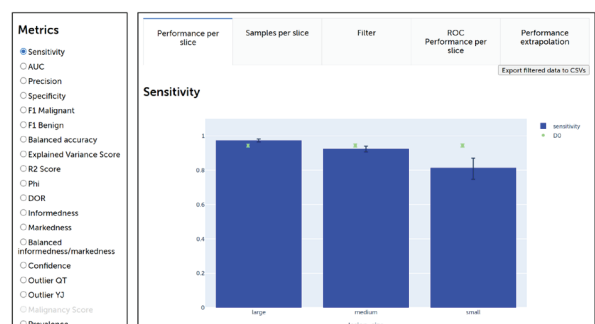 Metrics
Sensitivity
AUC
Precision
Specificity
F1 Malignant
F1 Benign
Balanced accuracy
Explained Variance Score
R2 Score
Phi
DOR
Informedness
Markedness
Balanced
informedness/markedness
Confidence
Outlier QT
Outlier YJ
Malignancy Score
Prevalence
Performance per
slice
Samples per slice
Filter
ROC
Performance per
slice
Performance
extrapolation
Export filtered data to CSVs
Sensitivity
sensitivity
1
0.8
0.6
0.4
0.2
0
large
medium
small